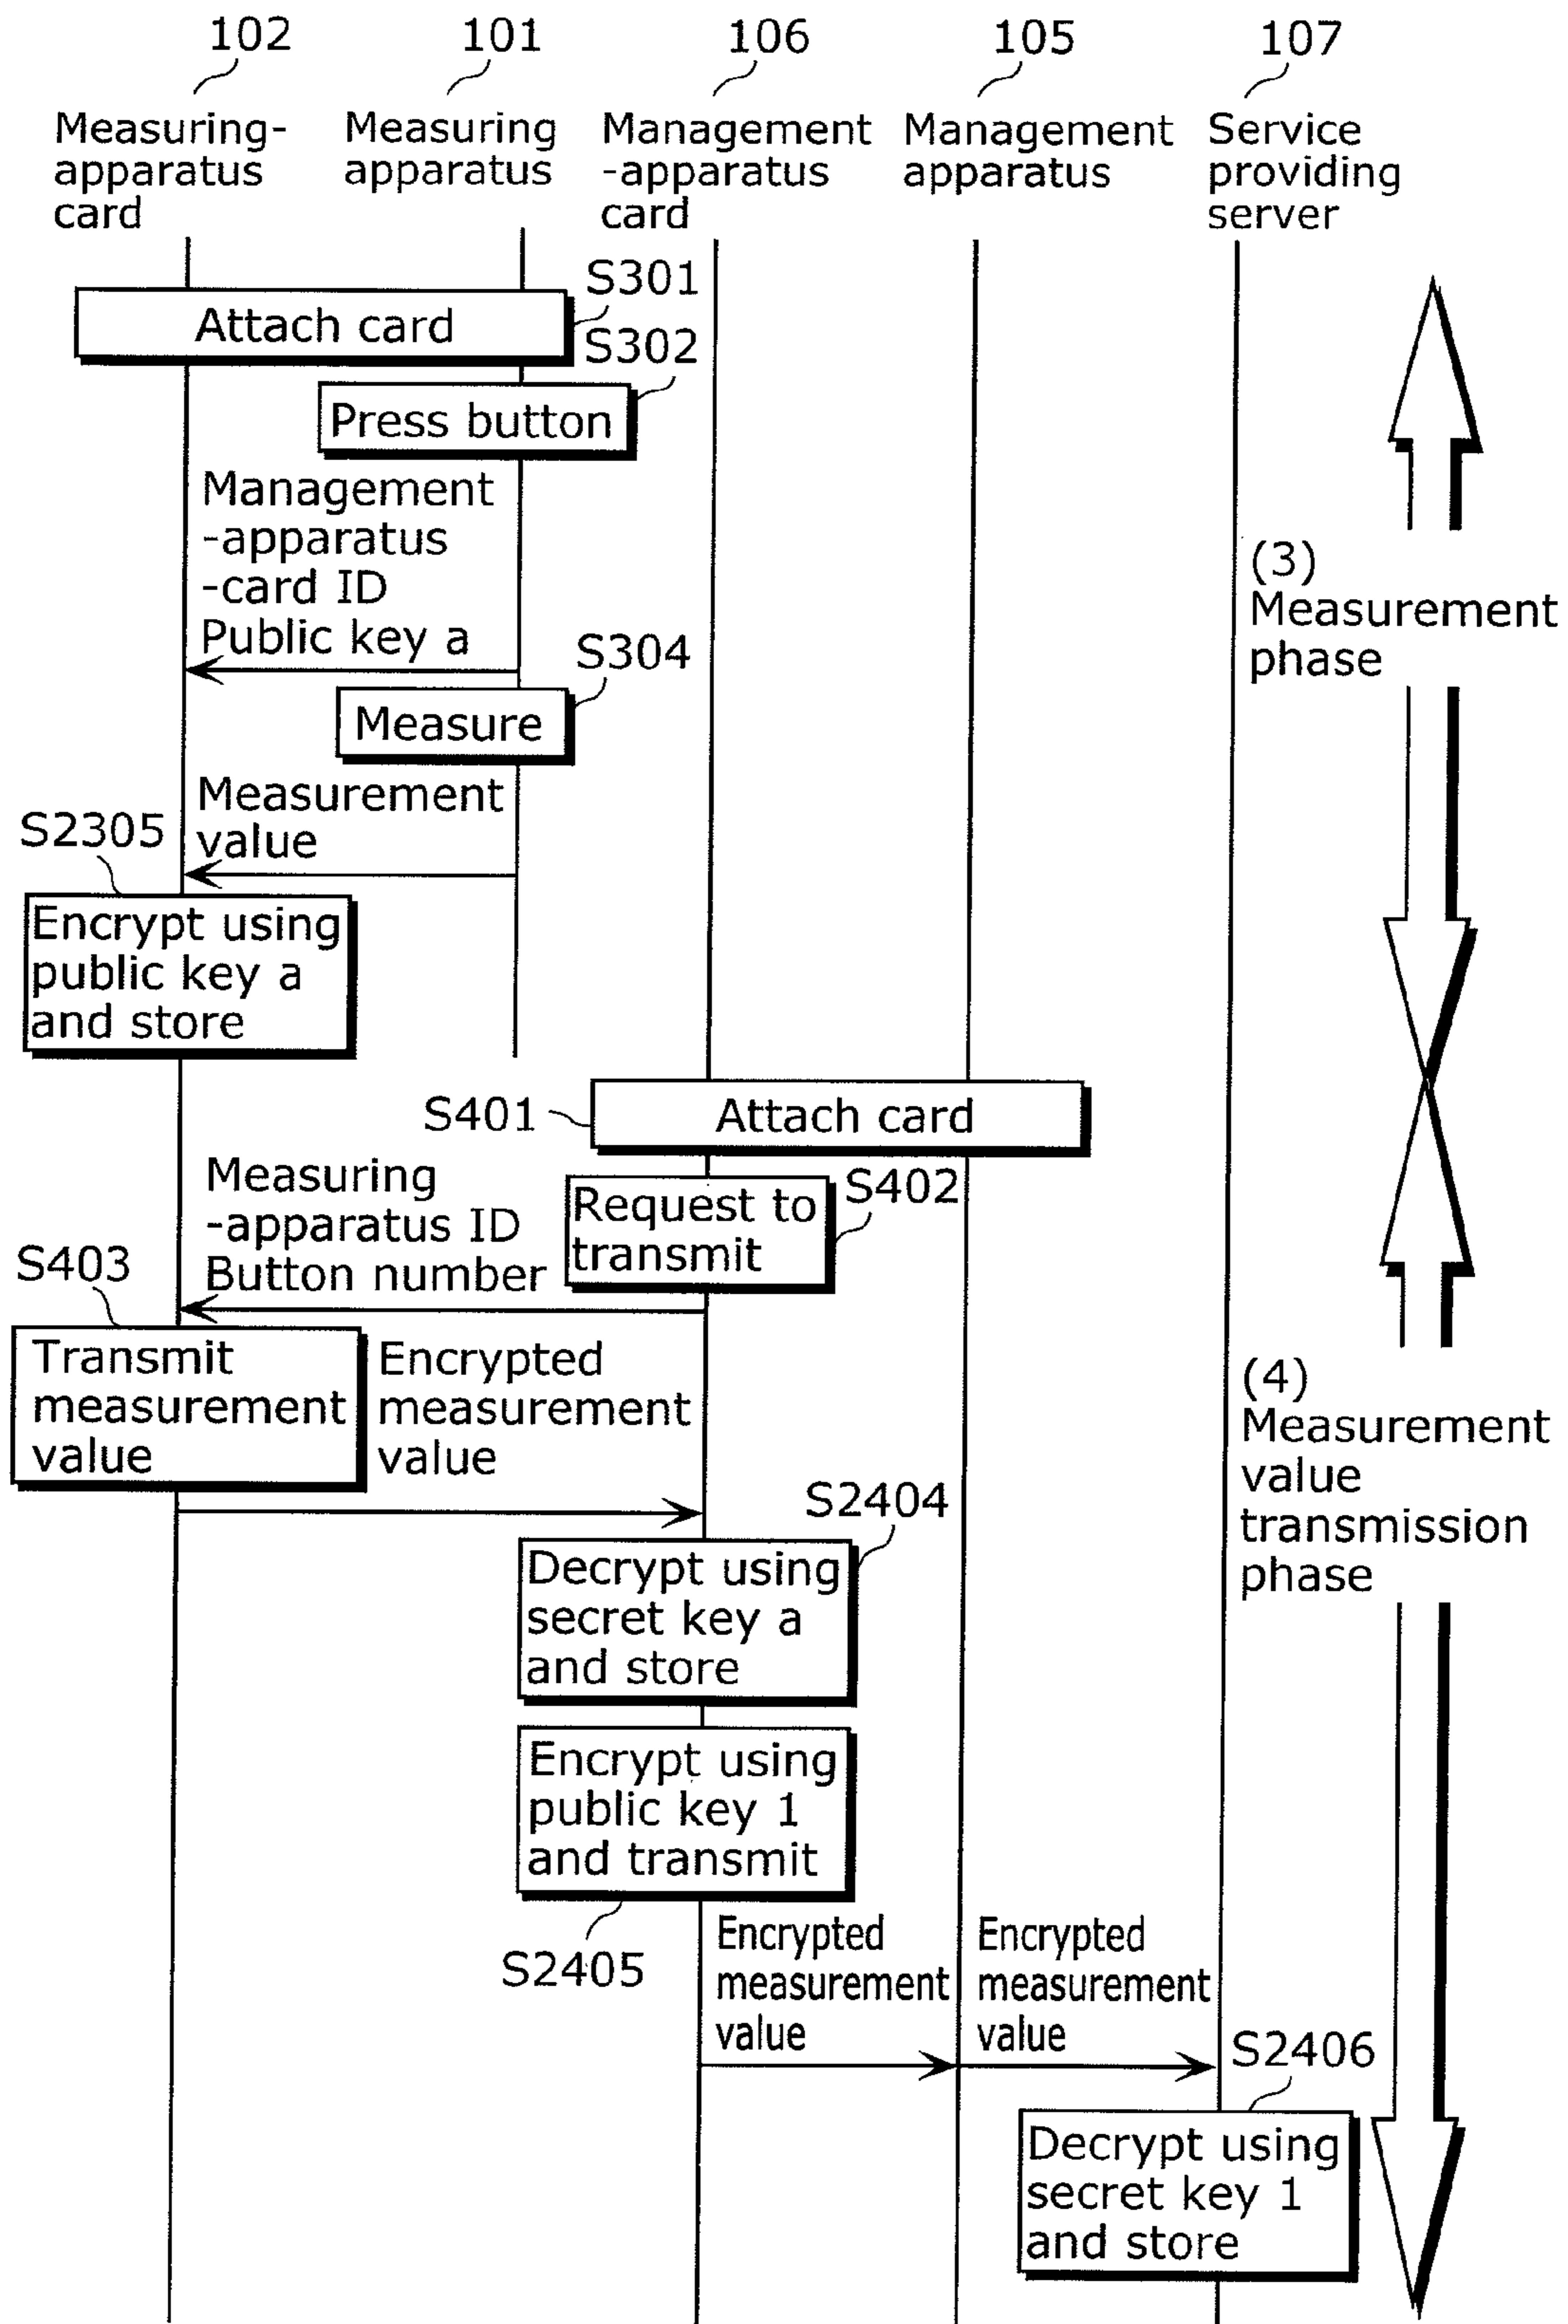 102
101
106
105
107
Measuring-
apparatus
card
Measuring
apparatus
Management
-apparatus
card
Management
apparatus
Service
providing
server
S301
Attach card
S302
Press button
Management
-apparatus
-card ID
Public key a
(3)
Measurement
phase
S304
Measure
Measurement
value
S2305
Encrypt using
public key a
and store
S401
Attach card
S402
Request to
transmit
Measuring
-apparatus ID
Button number
S403
Transmit
measurement
value
Encrypted
measurement
value
(4)
Measurement
value
transmission
phase
S2404
Decrypt using
secret key a
and store
Encrypt using
public key 1
and transmit
S2405
Encrypted
measurement
value
Encrypted
measurement
value
S2406
Decrypt using
secret key 1
and store